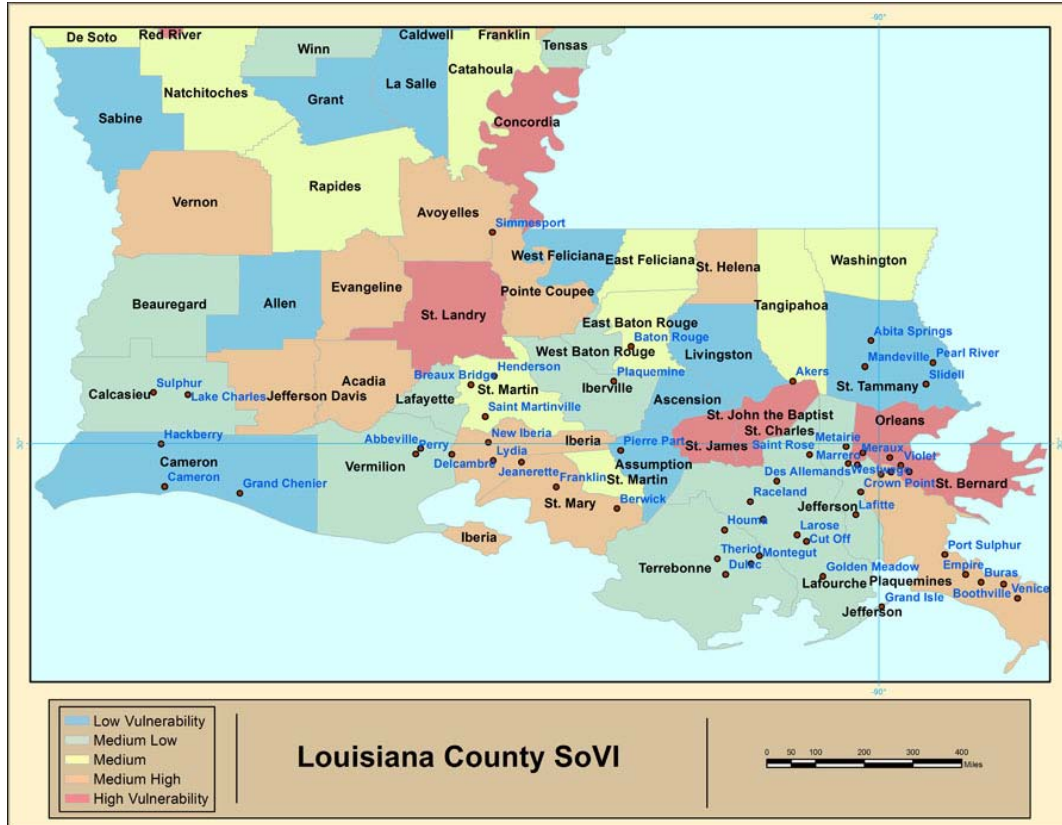 -90°
De Soto
Red River
Winn
Caldwell
Franklin
Tensas
Catahoula
La Salle
Natchitoches
Grant
Sabine
Concordia
Rapides
Vernon
Avoyelles
Simmesport
West Feliciana
East Feliciana
St. Helena
Washington
Evangeline
Pointe Coupee
Tangipahoa
Beauregard
Allen
St. Landry
East Baton Rouge
Baton Rouge
Livingston
Abita Springs
West Baton Rouge
Mandeville
Pearl River
Henderson
Breaux Bridge
Plaquemine
Akers
Slidell
Acadia
St. Martin
Iberville
St. Tammany
Sulphur
Calcasieu
Lake Charles
Jefferson Davis
Lafayette
Ascension
Saint Martinville
St. John the Baptist
Orleans
St. Charles
Hackberry
30°
Abbeville
Perry
New Iberia
Iberia
Pierre Part
St. James
Saint Rose
Metairie
Meraux
30°
Cameron
Vermilion
Delcambre
Lydia
Jeanerette
Assumption
Marrero
Violet
Des Allemands
Westwego
St. Martin
Cameron
Grand Chenier
Franklin
Crown Point
St. Bernard
St. Mary
Berwick
Raceland
Jefferson
Lafitte
Iberia
Houma
Larose
Cut Off
Theriot
Montegut
Port Sulphur
Terrebonne
Dulac
Golden Meadow
Empire
Lafourche
Plaquemines
Buras
Boothville
Venice
Grand Isle
Jefferson
-90°
Low Vulnerability
Medium Low
Medium
Medium High
High Vulnerability
Louisiana County SoVI
0 50 100 200 300 400
Miles